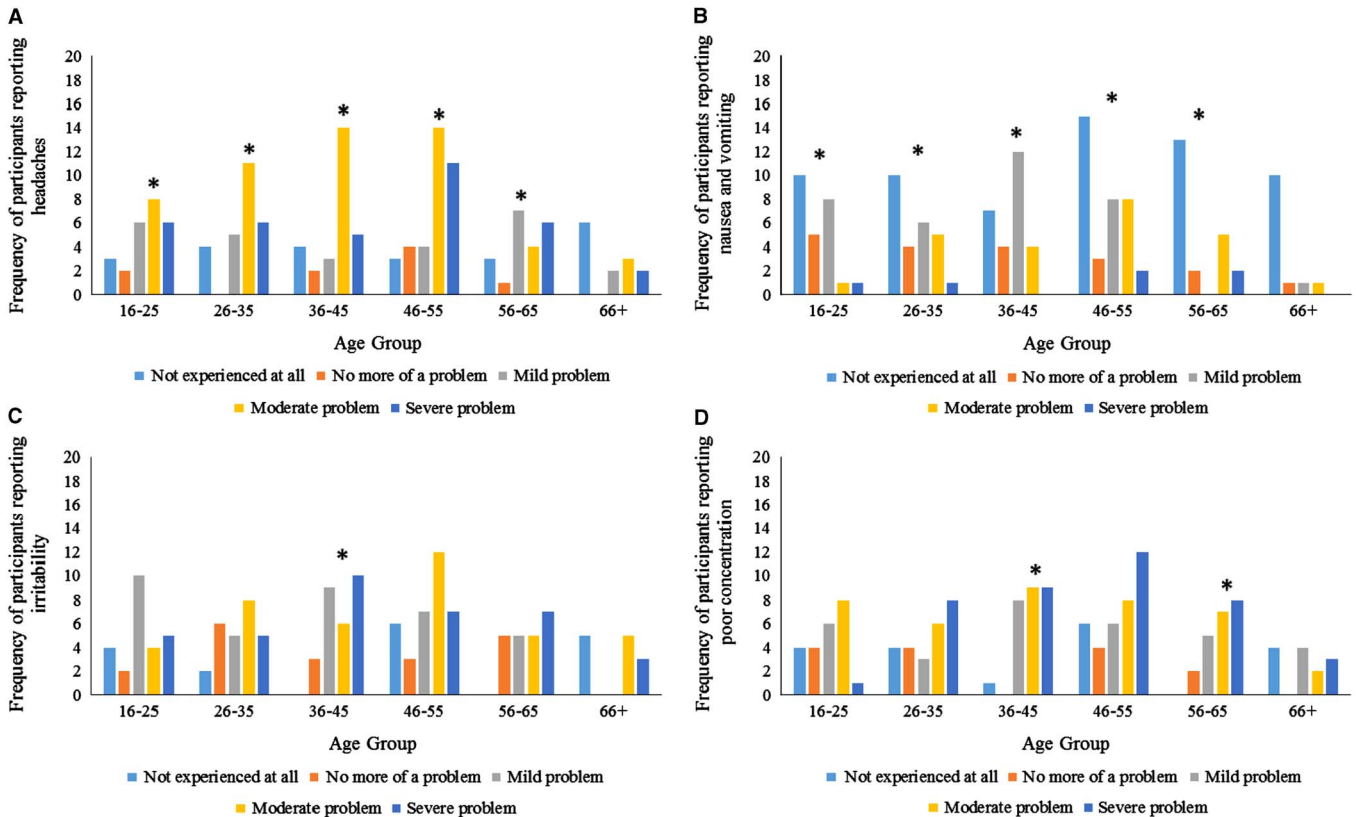 A
Frequency of participants reporting
headaches
20
18
16
14
12
10
8
6
4
2
0
*
*
*
*
*
16-25
26-35
36-45
46-55
56-65
66+
Age Group
Not experienced at all
No more of a problem
Mild problem
Moderate problem
Severe problem
B
Frequency of participants reporting
nausea and vomiting
20
18
16
14
12
10
8
6
4
2
0
*
*
*
*
*
16-25
26-35
36-45
46-55
56-65
66+
Age Group
Not experienced at all
No more of a problem
Mild problem
Moderate problem
Severe problem
C
Frequency of participants reporting
irritability
20
18
16
14
12
10
8
6
4
2
0
*
16-25
26-35
36-45
46-55
56-65
66+
Age Group
Not experienced at all
No more of a problem
Mild problem
Moderate problem
Severe problem
D
Frequency of participants reporting
poor concentration
20
18
16
14
12
10
8
6
4
2
0
*
*
16-25
26-35
36-45
46-55
56-65
66+
Age Group
Not experienced at all
No more of a problem
Mild problem
Moderate problem
Severe problem